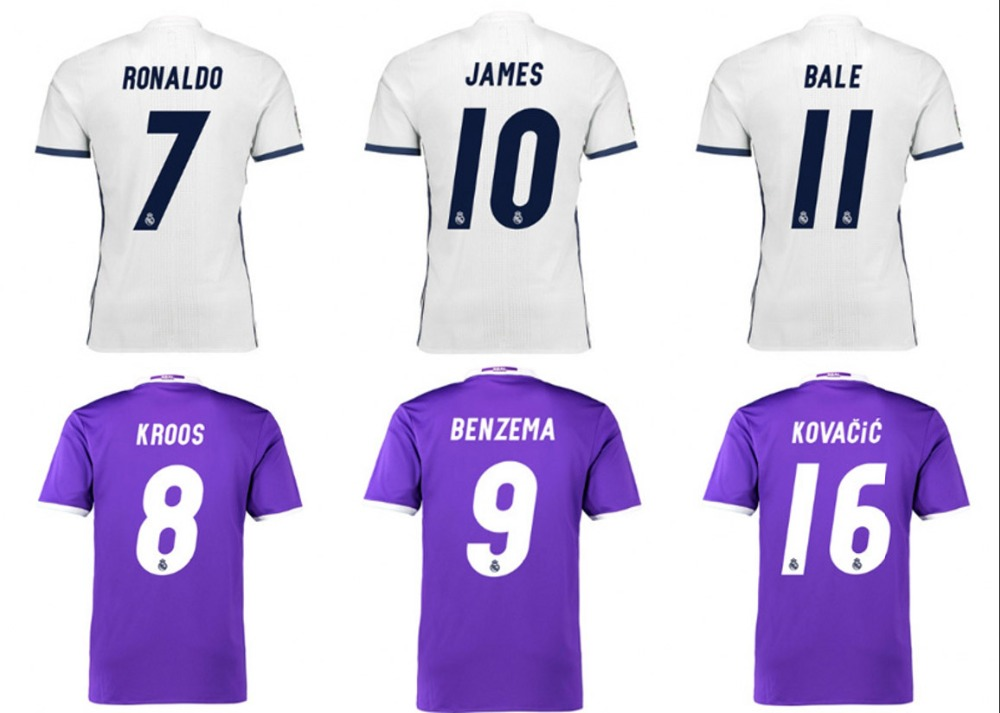 RONALDO
7
JAMES
10
BALE
11
KROOS
8
BENZEMA
9
KOVAČiĆ
16